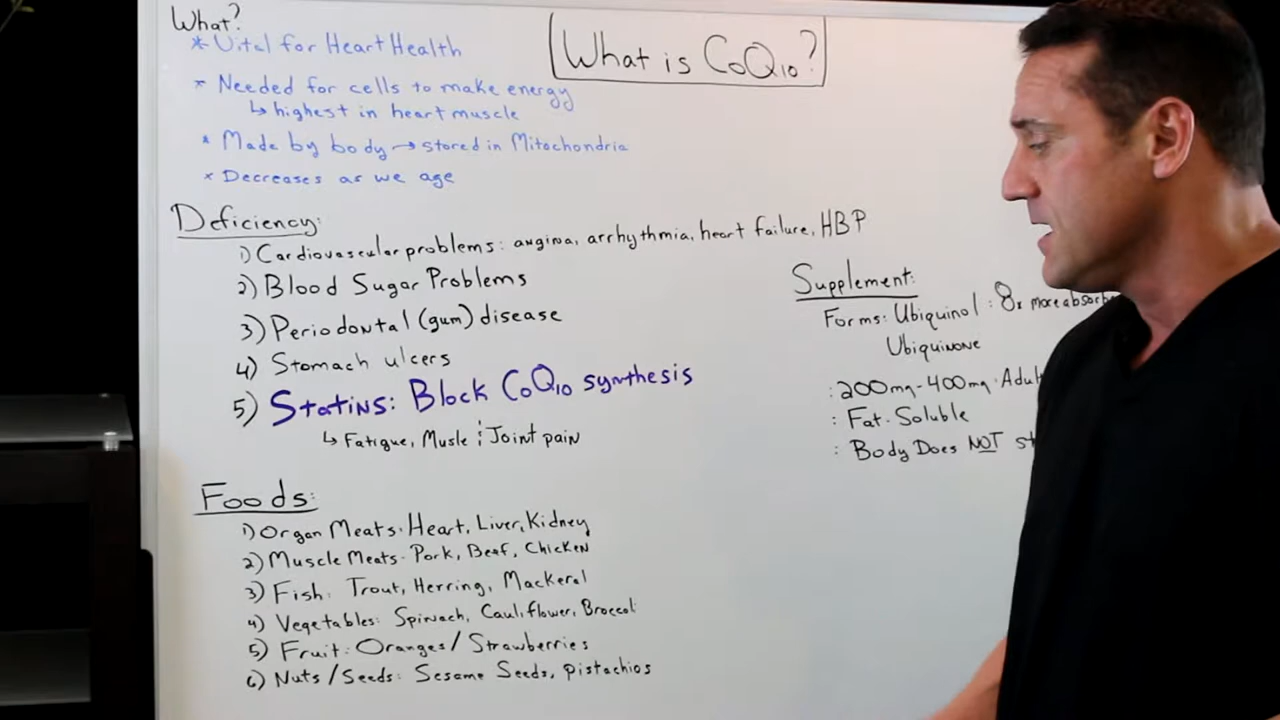 What is CoQ10?
What?
* Vital for Heart Health
* Needed for cells to make energy
↳ highest in heart muscle
* Made by body → stored in Mitochondria
* Decreases as we age
Deficiency:
1) Cardiovascular problems: angina, arrhythmia, heart failure, HBP
2) Blood Sugar Problems
3) Periodontal (gum) disease
4) Stomach ulcers
5) Statins: Block CoQ10 synthesis
↳ Fatigue, Musle & Joint pain
Foods:
1) Organ Meats: Heart, Liver, Kidney
2) Muscle Meats: Pork, Beef, Chicken
3) Fish: Trout, Herring, Mackeral
4) Vegetables: Spinach, Cauliflower, Broccoli
5) Fruit: Oranges/Strawberries
6) Nuts/Seeds: Sesame Seeds, pistachios
Supplement:
Forms: Ubiquinol: 8x more
Ubiquinone
: 200mg-400mg.
: Fat-Soluble
: Body Does NOT